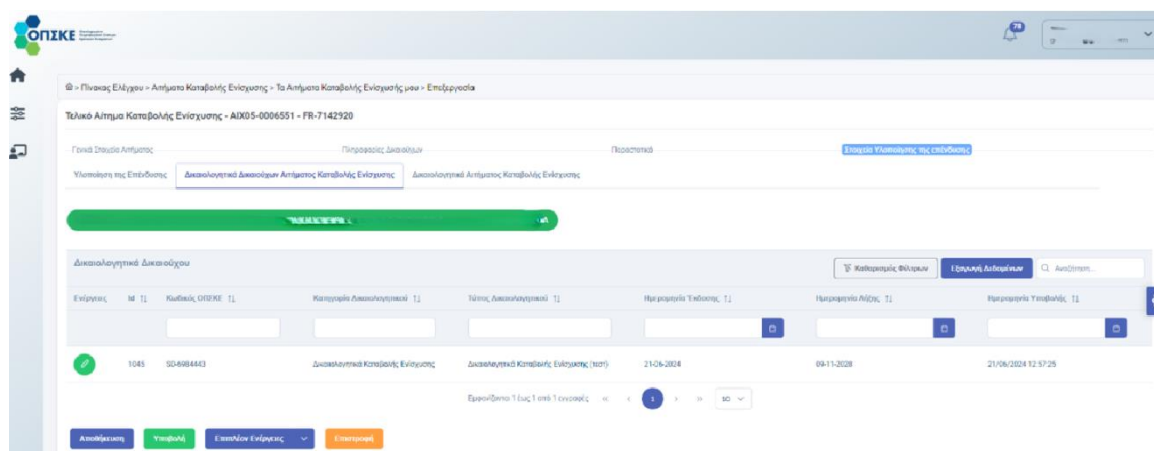 ΟΠΣΚΕ
70
> Πίνακας Ελέγχου > Αιτήματα Καταβολής Ενίσχυσης > Τα Αιτήματα Καταβολής Ενίσχυσής μου > Επεξεργασία
Τελικό Αίτημα Καταβολής Ενίσχυσης - ΑΙΧ05-0006551 - FR-7142920
Γενικά Στοιχεία Αιτήματος Πληροφορίες Δικαιούχων Παραστατικά Στοιχεία Υλοποίησης της επένδυσης
Υλοποίηση της Επένδυσης Δικαιολογητικά Δικαιούχων Αιτήματος Καταβολής Ενίσχυσης Δικαιολογητικά Αιτήματος Καταβολής Ενίσχυσης
Δικαιολογητικά Δικαιούχου
Καθαρισμός Φίλτρων Εξαγωγή Δεδομένων Αναζήτηση...
Ενέργειες Id Κωδικός ΟΠΣΚΕ Κατηγορία Δικαιολογητικού Τύπος Δικαιολογητικού Ημερομηνία Έκδοσης Ημερομηνία Λήξης Ημερομηνία Υποβολής
1045 SD-6984443 Δικαιολογητικά Καταβολής Ενίσχυσης Δικαιολογητικά Καταβολής Ενίσχυσης (test) 21-06-2024 09-11-2028 21/06/2024 12:57:25
Εμφανίζονται 1 έως 1 από 1 εγγραφές « ‹ 1 › » 10
Αποθήκευση Υποβολή Επιπλέον Ενέργειες Επιστροφή